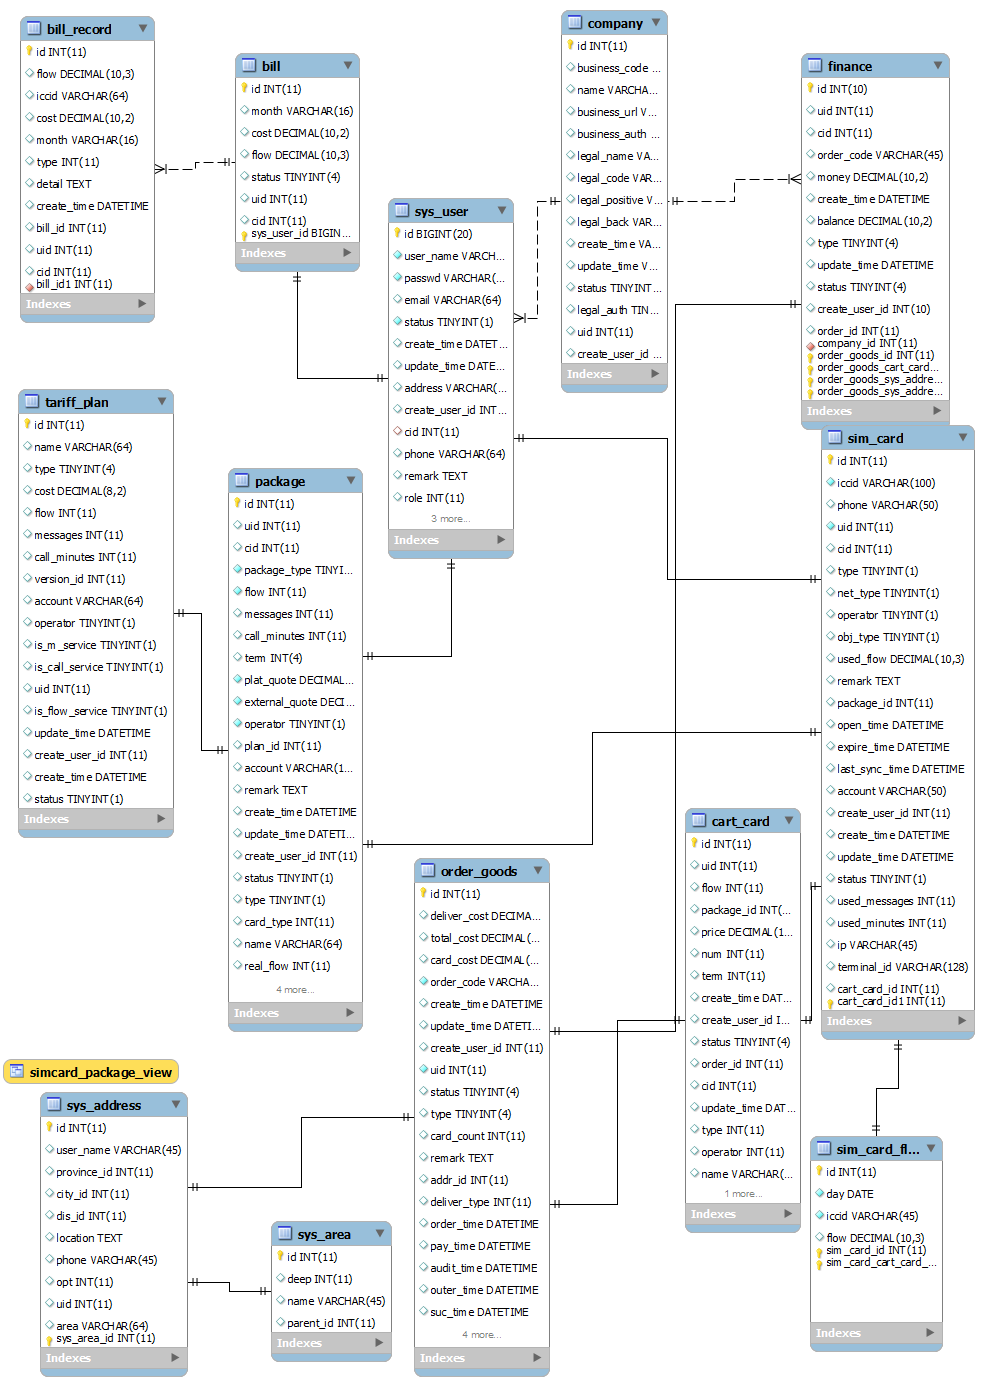 bill_record
id INT(11)
flow DECIMAL(10,3)
iccid VARCHAR(64)
cost DECIMAL(10,2)
month VARCHAR(16)
type INT(11)
detail TEXT
create_time DATETIME
bill_id INT(11)
uid INT(11)
cid INT(11)
bill_id1 INT(11)
Indexes
bill
id INT(11)
month VARCHAR(16)
cost DECIMAL(10,2)
flow DECIMAL(10,3)
status TINYINT(4)
uid INT(11)
cid INT(11)
sys_user_id BIGIN...
Indexes
sys_user
id BIGINT(20)
user_name VARCH...
passwd VARCHAR(...
email VARCHAR(64)
status TINYINT(1)
create_time DATET...
update_time DATE...
address VARCHAR(...
create_user_id INT...
cid INT(11)
phone VARCHAR(64)
remark TEXT
role INT(11)
3 more...
Indexes
company
id INT(11)
business_code ...
name VARCHA...
business_url V...
business_auth ...
legal_name VA...
legal_code VAR...
legal_positive V...
legal_back VAR...
create_time VA...
update_time V...
status TINYINT...
legal_auth TIN...
uid INT(11)
create_user_id ...
Indexes
finance
id INT(10)
uid INT(11)
cid INT(11)
order_code VARCHAR(45)
money DECIMAL(10,2)
create_time DATETIME
balance DECIMAL(10,2)
type TINYINT(4)
update_time DATETIME
status TINYINT(4)
create_user_id INT(10)
order_id INT(11)
company_id INT(11)
order_goods_id INT(11)
order_goods_cart_card...
order_goods_sys_addre...
order_goods_sys_addre...
Indexes
tariff_plan
id INT(11)
name VARCHAR(64)
type TINYINT(4)
cost DECIMAL(8,2)
flow INT(11)
messages INT(11)
call_minutes INT(11)
version_id INT(11)
account VARCHAR(64)
operator TINYINT(1)
is_m_service TINYINT(1)
is_call_service TINYINT(1)
uid INT(11)
is_flow_service TINYINT(1)
update_time DATETIME
create_user_id INT(11)
create_time DATETIME
status TINYINT(1)
Indexes
package
id INT(11)
uid INT(11)
cid INT(11)
package_type TINYI...
flow INT(11)
messages INT(11)
call_minutes INT(11)
term INT(4)
plat_quote DECIMAL...
external_quote DECI...
operator TINYINT(1)
plan_id INT(11)
account VARCHAR(1...
remark TEXT
create_time DATETIME
update_time DATETI...
create_user_id INT(11)
status TINYINT(1)
type TINYINT(1)
card_type INT(11)
name VARCHAR(64)
real_flow INT(11)
4 more...
Indexes
sim_card
id INT(11)
iccid VARCHAR(100)
phone VARCHAR(50)
uid INT(11)
cid INT(11)
type TINYINT(1)
net_type TINYINT(1)
operator TINYINT(1)
obj_type TINYINT(1)
used_flow DECIMAL(10,3)
remark TEXT
package_id INT(11)
open_time DATETIME
expire_time DATETIME
last_sync_time DATETIME
account VARCHAR(50)
create_user_id INT(11)
create_time DATETIME
update_time DATETIME
status TINYINT(1)
used_messages INT(11)
used_minutes INT(11)
ip VARCHAR(45)
terminal_id VARCHAR(128)
cart_card_id INT(11)
cart_card_id1 INT(11)
Indexes
cart_card
id INT(11)
uid INT(11)
flow INT(11)
package_id INT(...
price DECIMAL(1...
num INT(11)
term INT(11)
create_time DAT...
create_user_id I...
status TINYINT(4)
order_id INT(11)
cid INT(11)
update_time DAT...
type INT(11)
operator INT(11)
name VARCHAR(...
1 more...
Indexes
order_goods
id INT(11)
deliver_cost DECIMA...
total_cost DECIMAL(...
card_cost DECIMAL(...
order_code VARCHA...
create_time DATETIME
update_time DATETI...
create_user_id INT(11)
uid INT(11)
status TINYINT(4)
type TINYINT(4)
card_count INT(11)
remark TEXT
addr_id INT(11)
deliver_type INT(11)
order_time DATETIME
pay_time DATETIME
audit_time DATETIME
outer_time DATETIME
suc_time DATETIME
4 more...
Indexes
simcard_package_view
sys_address
id INT(11)
user_name VARCHAR(45)
province_id INT(11)
city_id INT(11)
dis_id INT(11)
location TEXT
phone VARCHAR(45)
opt INT(11)
uid INT(11)
area VARCHAR(64)
sys_area_id INT(11)
Indexes
sys_area
id INT(11)
deep INT(11)
name VARCHAR(45)
parent_id INT(11)
Indexes
sim_card_fl...
id INT(11)
day DATE
iccid VARCHAR(45)
flow DECIMAL(10,3)
sim_card_id INT(11)
sim_card_cart_card_...
Indexes